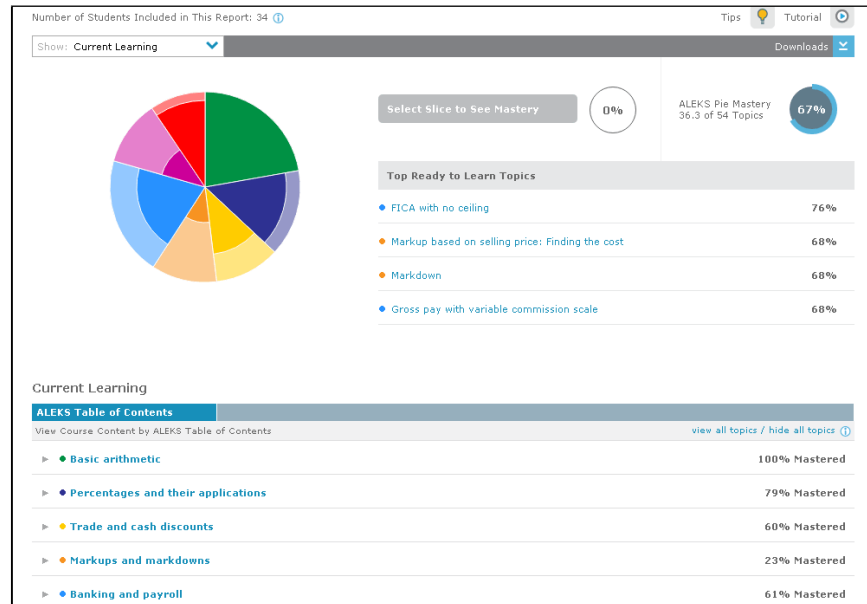 Number of Students Included in This Report: 34
Tips Tutorial
Show: Current Learning
Downloads
Select Slice to See Mastery
0%
ALEKS Pie Mastery
36.3 of 54 Topics
67%
Top Ready to Learn Topics
FICA with no ceiling 76%
Markup based on selling price: Finding the cost 68%
Markdown 68%
Gross pay with variable commission scale 68%
Current Learning
ALEKS Table of Contents
View Course Content by ALEKS Table of Contents view all topics / hide all topics
Basic arithmetic 100% Mastered
Percentages and their applications 79% Mastered
Trade and cash discounts 60% Mastered
Markups and markdowns 23% Mastered
Banking and payroll 61% Mastered